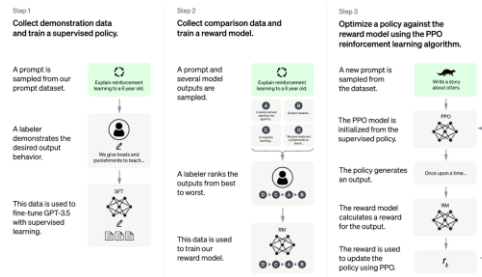 Step 1
Collect demonstration data
and train a supervised policy.
A prompt is
sampled from our
prompt dataset.
Explain reinforcement
learning to a 6 year old.
A labeler
demonstrates the
desired output
behavior.
We give treats and
punishments to teach...
This data is used to
fine-tune GPT-3.5
with supervised
learning.
Step 2
Collect comparison data and
train a reward model.
A prompt and
several model
outputs are
sampled.
Explain reinforcement
learning to a 6 year old.
A
B
C
D
A labeler ranks the
outputs from best
to worst.
D > C > A > B
This data is used
to train our
reward model.
RM
D > C > A > B
Step 3
Optimize a policy against the
reward model using the PPO
reinforcement learning algorithm.
A new prompt is
sampled from
the dataset.
Write a story
about otters.
The PPO model is
initialized from the
supervised policy.
PPO
The policy generates
an output.
Once upon a time...
The reward model
calculates a reward
for the output.
RM
The reward is used
to update the
policy using PPO.